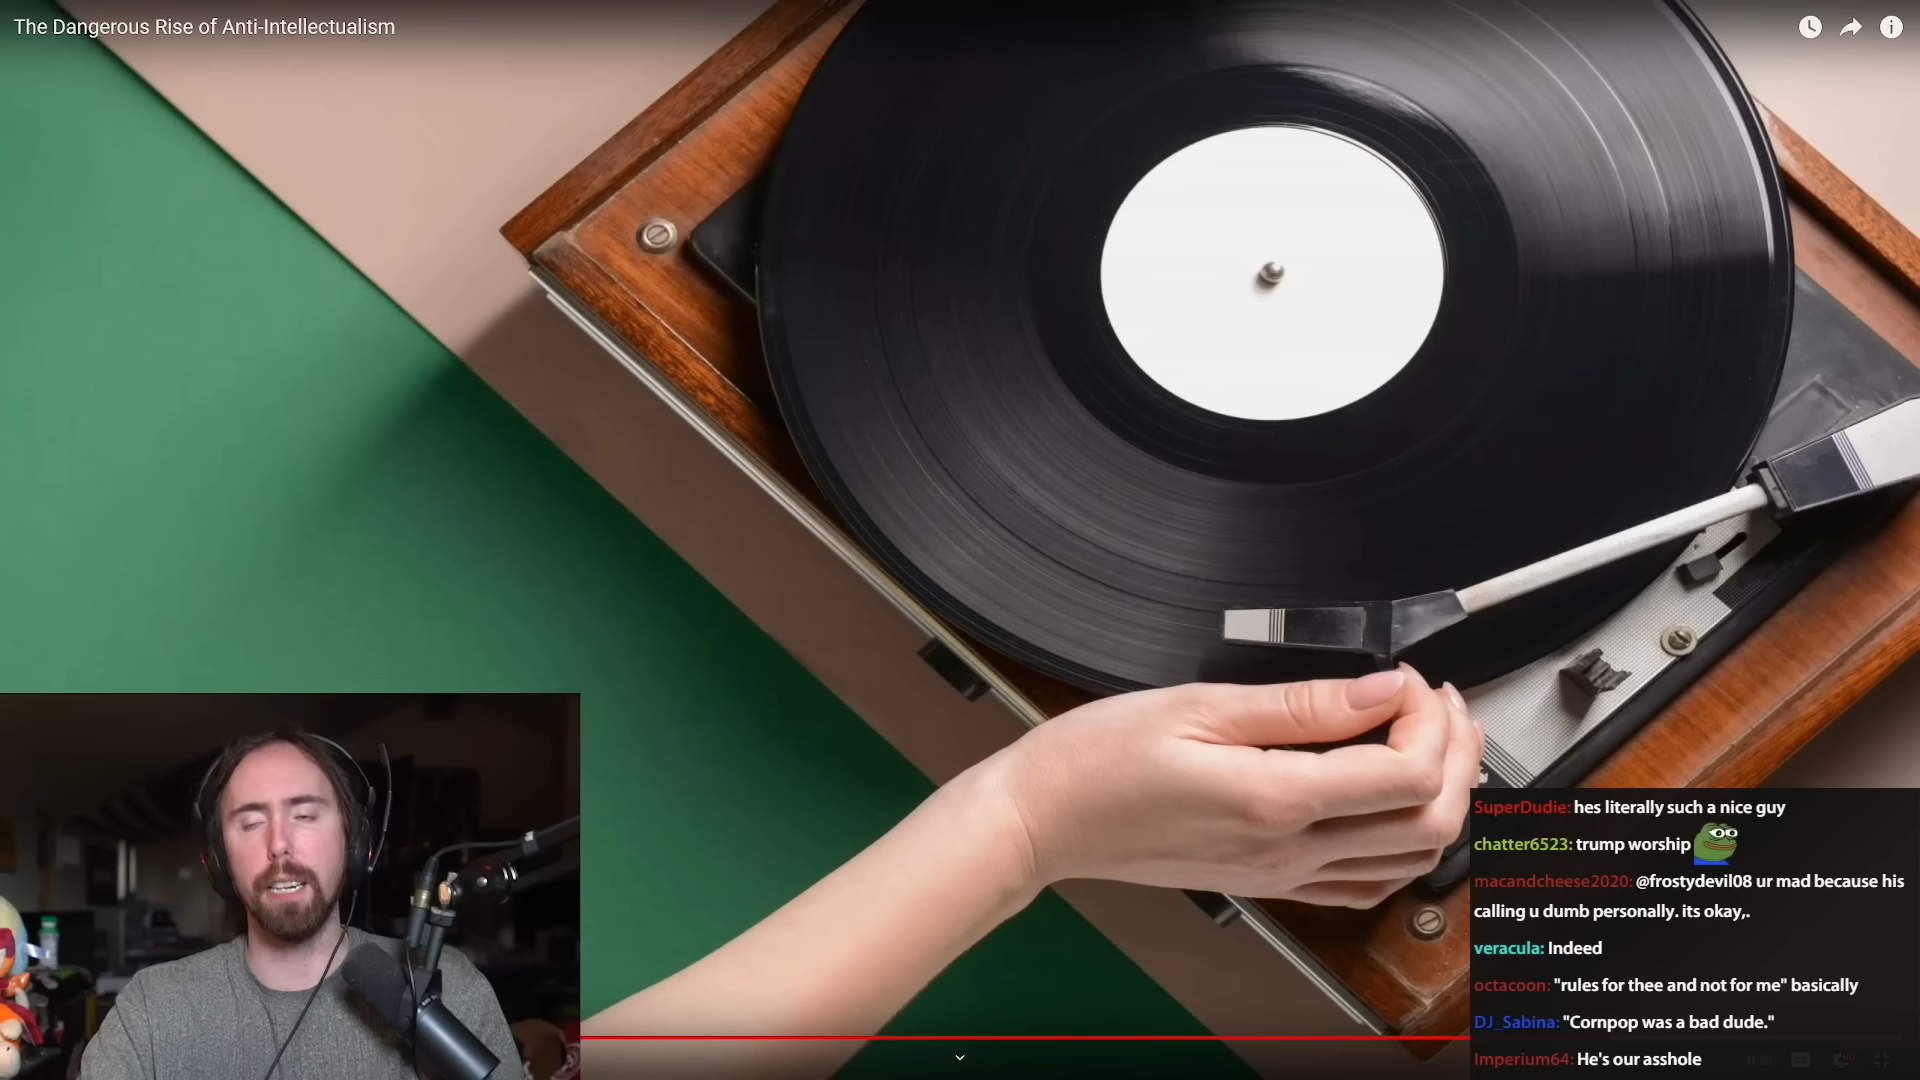 The Dangerous Rise of Anti-Intellectualism
SuperDudie: hes literally such a nice guy
chatter6523: trump worship
macandcheese2020: @frostydevil08 ur mad because his
calling u dumb personally. its okay,.
veracula: Indeed
octacoon: "rules for thee and not for me" basically
DJ_Sabina: "Cornpop was a bad dude."
Imperium64: He's our asshole